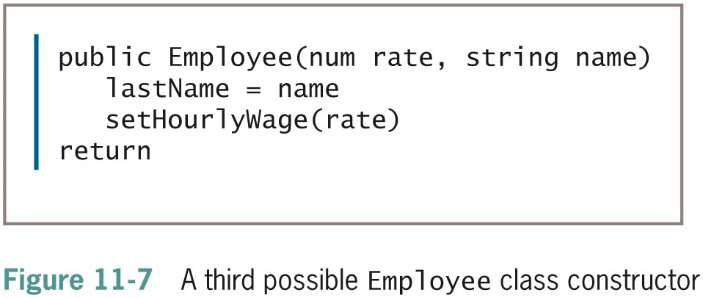 public Employee(num rate, string name)
lastName = name
setHourlyWage(rate)
return
Figure 11-7 A third possible Employee class constructor